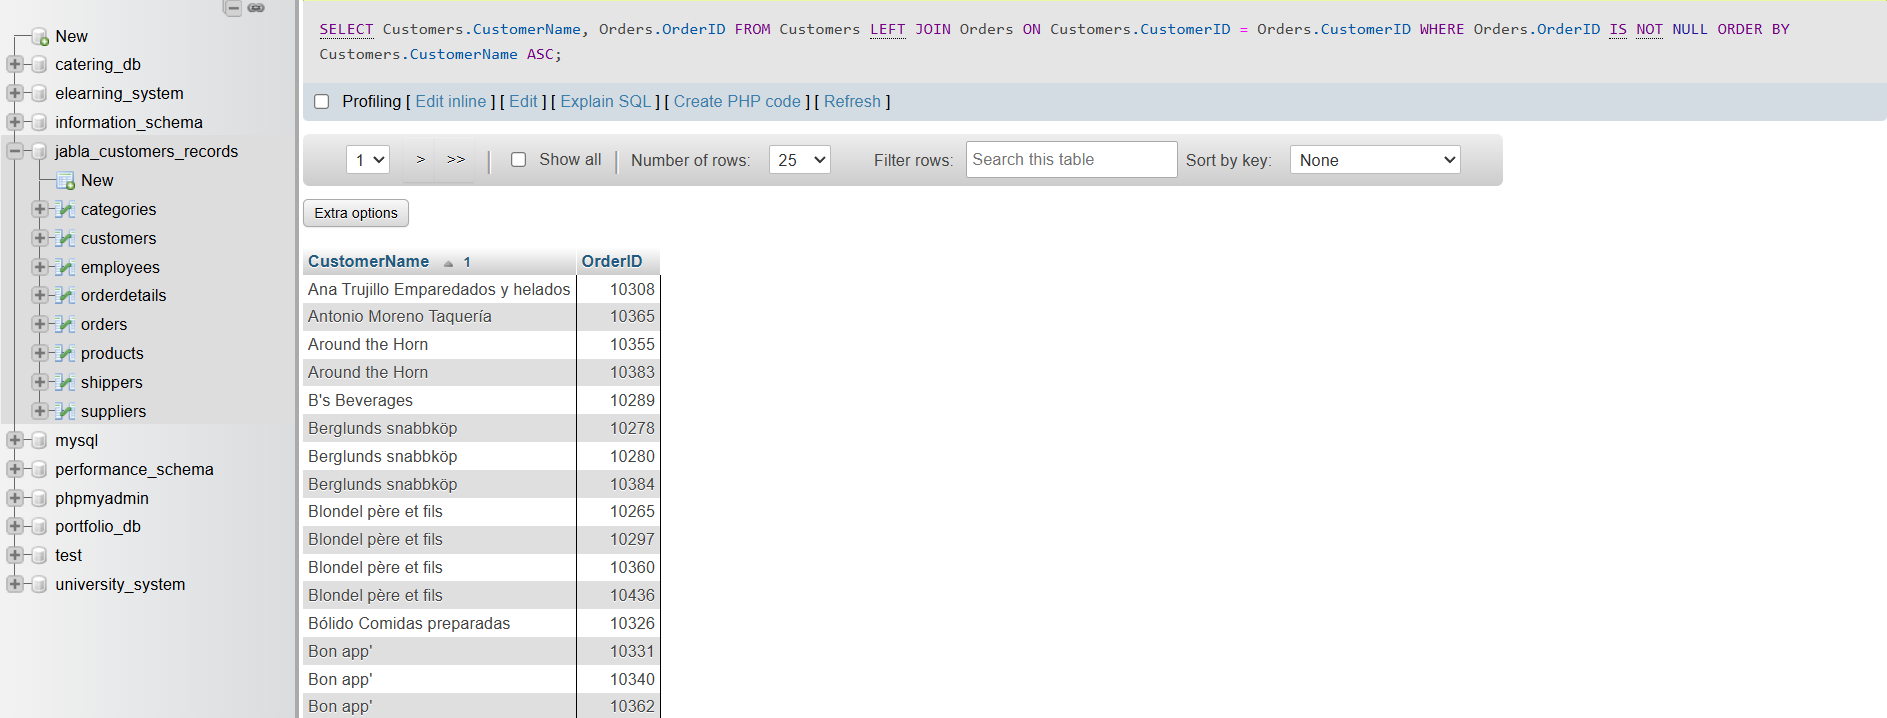 New
catering_db
elearning_system
information_schema
jabla_customers_records
New
categories
customers
employees
orderdetails
orders
products
shippers
suppliers
mysql
performance_schema
phpmyadmin
portfolio_db
test
university_system
SELECT Customers.CustomerName, Orders.OrderID FROM Customers LEFT JOIN Orders ON Customers.CustomerID = Orders.CustomerID WHERE Orders.OrderID IS NOT NULL ORDER BY
Customers.CustomerName ASC;
Profiling [ Edit inline ] [ Edit ] [ Explain SQL ] [ Create PHP code ] [ Refresh ]
1 > >> | Show all | Number of rows: 25 Filter rows: Search this table Sort by key: None
Extra options
CustomerName 1 OrderID
Ana Trujillo Emparedados y helados 10308
Antonio Moreno Taquería 10365
Around the Horn 10355
Around the Horn 10383
B's Beverages 10289
Berglunds snabbköp 10278
Berglunds snabbköp 10280
Berglunds snabbköp 10384
Blondel père et fils 10265
Blondel père et fils 10297
Blondel père et fils 10360
Blondel père et fils 10436
Bólido Comidas preparadas 10326
Bon app' 10331
Bon app' 10340
Bon app' 10362